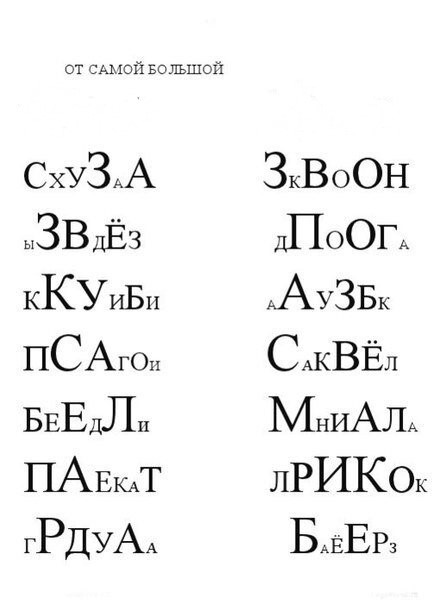 ОТ САМОЙ БОЛЬШОЙ
СХУЗАА ЗКВООН
ЫЗВДЁЗ ДПООГА
ККУИБИ ААУЗБК
ПСАГОИ САКВЁЛ
БЕЕДЛИ МНИАЛА
ПАЕКАТ ЛРИКОК
ГРДУАА БАЁЕРЗ